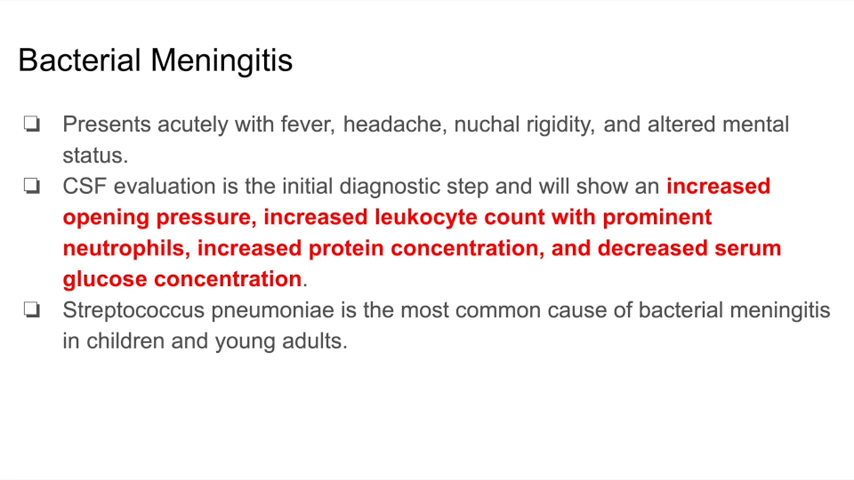 Bacterial Meningitis
❏ Presents acutely with fever, headache, nuchal rigidity, and altered mental
status.
❏ CSF evaluation is the initial diagnostic step and will show an increased
opening pressure, increased leukocyte count with prominent
neutrophils, increased protein concentration, and decreased serum
glucose concentration.
❏ Streptococcus pneumoniae is the most common cause of bacterial meningitis
in children and young adults.